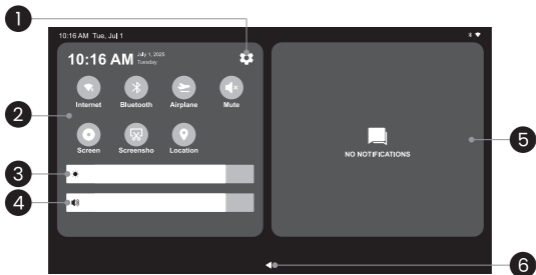 1
10:16 AM Tue, Jul 1
10:16 AM July 1, 2025
Tuesday
Internet Bluetooth Airplane Mute
2
Screen Screensho Location
5
NO NOTIFICATIONS
3
4
6